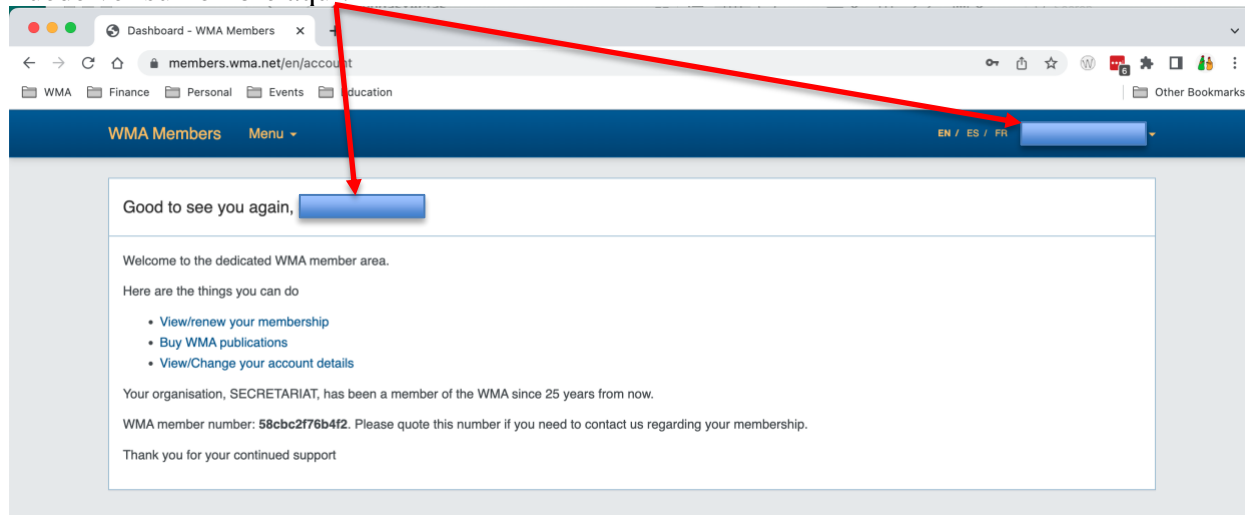 Dashboard - WMA Members
members.wma.net/en/account
6
WMA Finance Personal Events Education Other Bookmarks
WMA Members Menu EN / ES / FR
Good to see you again,
Welcome to the dedicated WMA member area.
Here are the things you can do
• View/renew your membership
• Buy WMA publications
• View/Change your account details
Your organisation, SECRETARIAT, has been a member of the WMA since 25 years from now.
WMA member number: 58cbc2f76b4f2. Please quote this number if you need to contact us regarding your membership.
Thank you for your continued support